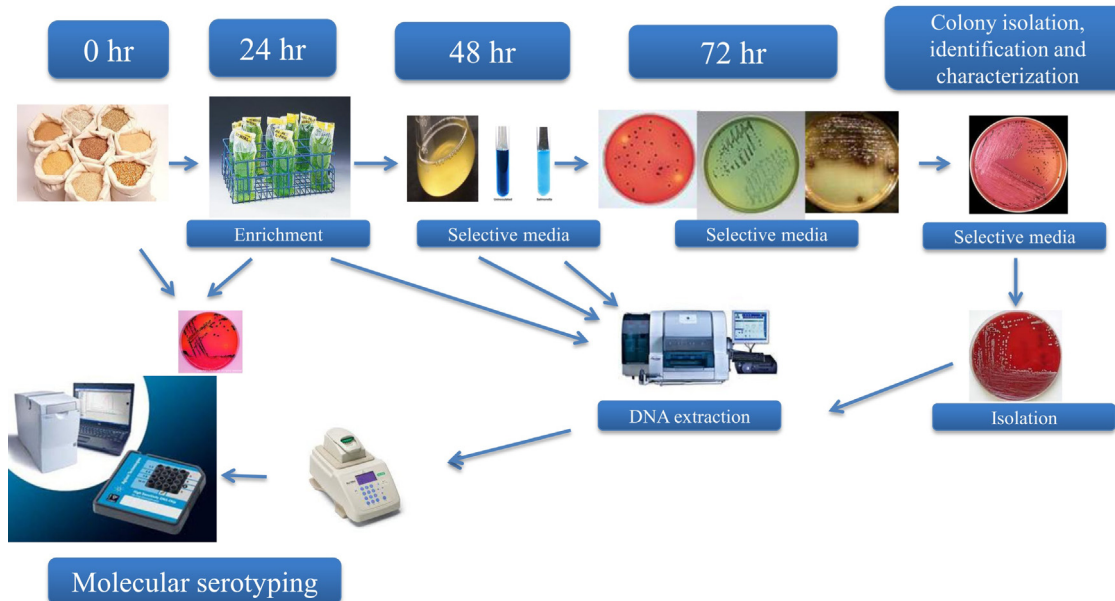 0 hr
24 hr
48 hr
72 hr
Colony isolation,
identification and
characterization
Enrichment
Selective media
Selective media
Selective media
DNA extraction
Isolation
Molecular serotyping